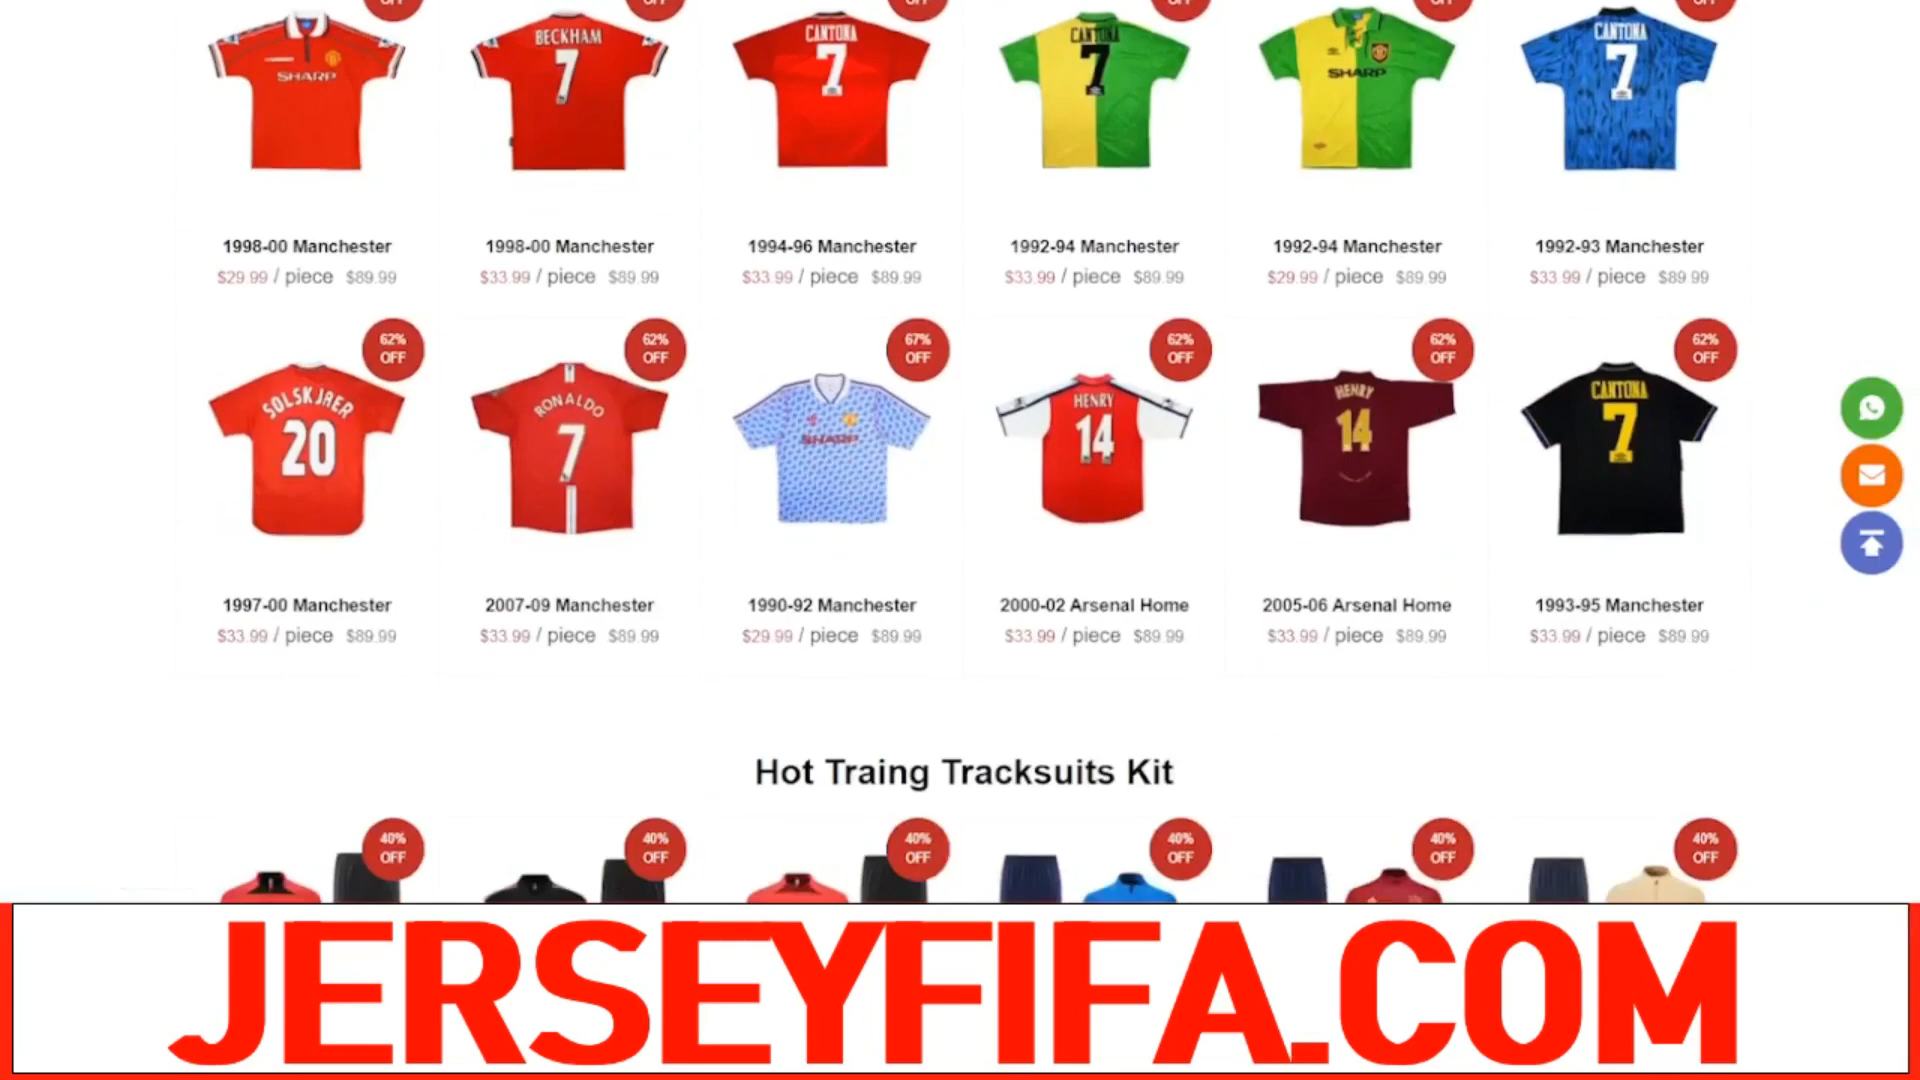 OFF OFF OFF OFF OFF OFF
SHARP
BECKHAM
7
CANTONA
7
CANTONA
7
SHARP
CANTONA
7
1998-00 Manchester
$29.99 / piece $89.99
1998-00 Manchester
$33.99 / piece $89.99
1994-96 Manchester
$33.99 / piece $89.99
1992-94 Manchester
$33.99 / piece $89.99
1992-94 Manchester
$29.99 / piece $89.99
1992-93 Manchester
$33.99 / piece $89.99
62%
OFF
62%
OFF
67%
OFF
62%
OFF
62%
OFF
62%
OFF
SOLSKJAER
20
RONALDO
7
SHARP
HENRY
14
HENRY
14
CANTONA
7
1997-00 Manchester
$33.99 / piece $89.99
2007-09 Manchester
$33.99 / piece $89.99
1990-92 Manchester
$29.99 / piece $89.99
2000-02 Arsenal Home
$33.99 / piece $89.99
2005-06 Arsenal Home
$33.99 / piece $89.99
1993-95 Manchester
$33.99 / piece $89.99
Hot Traing Tracksuits Kit
40%
OFF
40%
OFF
40%
OFF
40%
OFF
40%
OFF
40%
OFF
JERSEYFIFA.COM